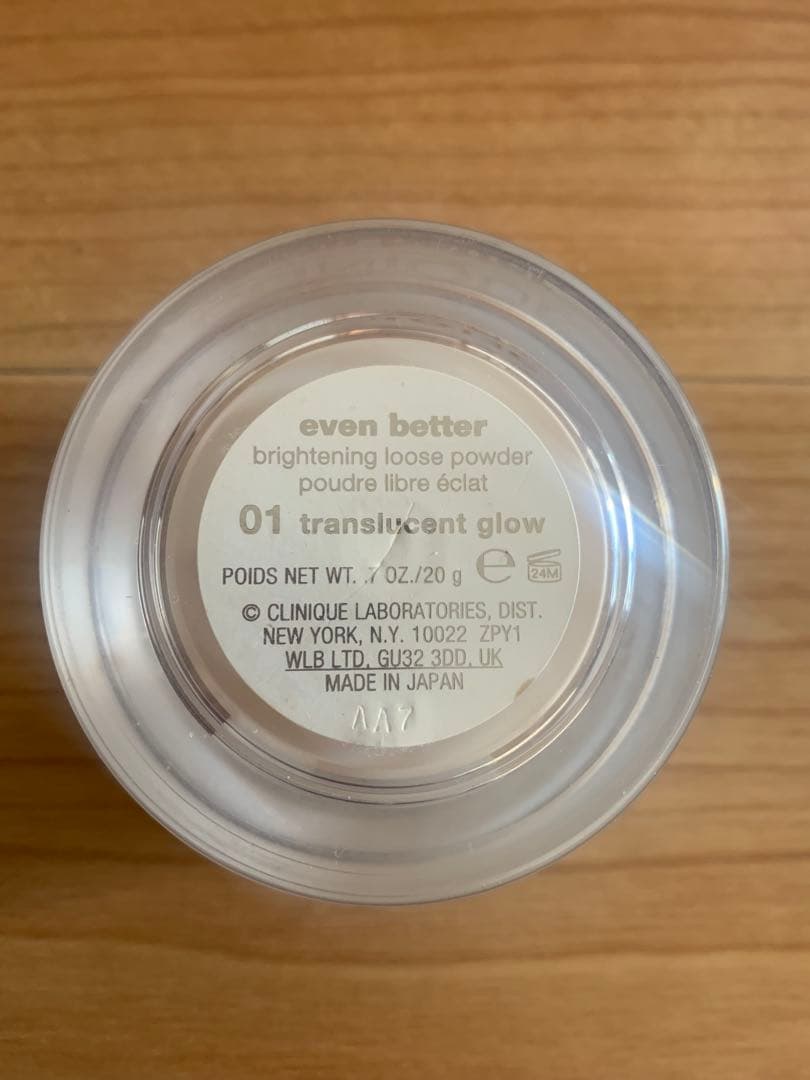 even better
brightening loose powder
poudre libre éclat
01 translucent glow
POIDS NET WT. .7 OZ./20 g ℮ 24M
© CLINIQUE LABORATORIES, DIST.
NEW YORK, N.Y. 10022 ZPY1
WLB LTD, GU32 3DD, UK
MADE IN JAPAN
AA7